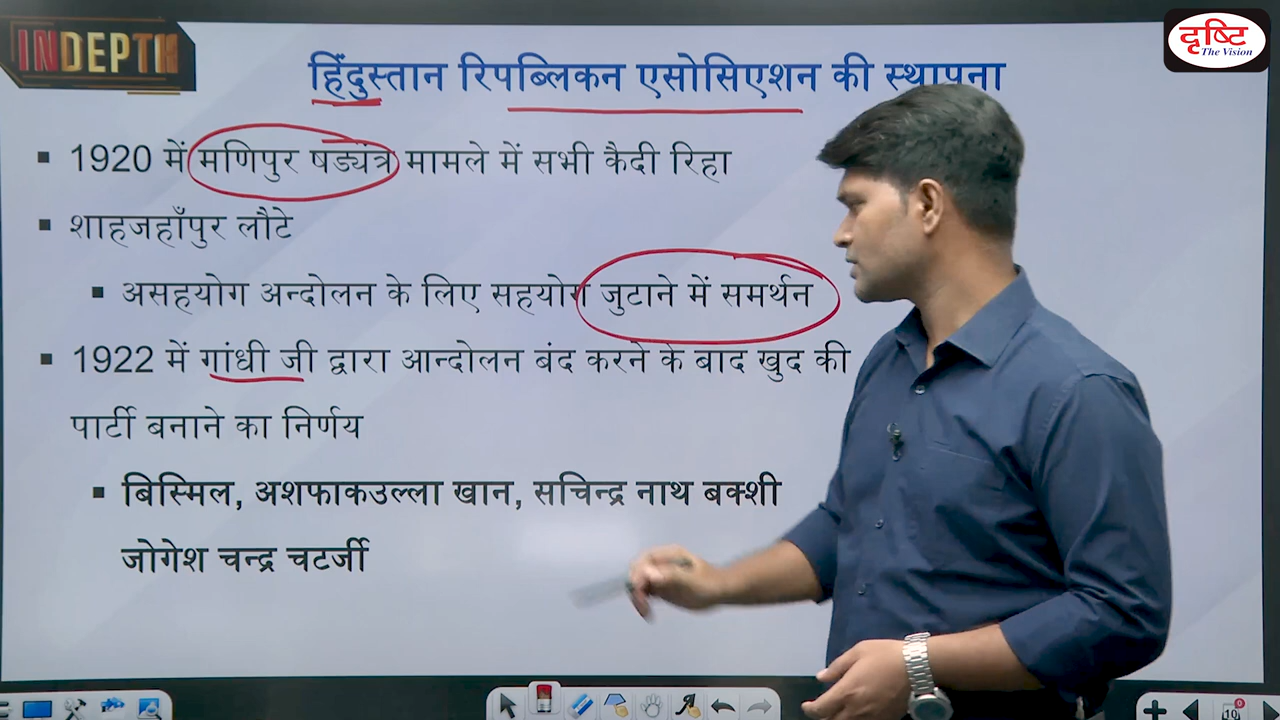 INDEPTH
दृष्टि
The Vision
हिंदुस्तान रिपब्लिकन एसोसिएशन की स्थापना
▪ 1920 में मणिपुर षड्यंत्र मामले में सभी कैदी रिहा
▪ शाहजहाँपुर लौटे
▪ असहयोग अन्दोलन के लिए सहयोग जुटाने में समर्थन
▪ 1922 में गांधी जी द्वारा आन्दोलन बंद करने के बाद खुद की
पार्टी बनाने का निर्णय
▪ बिस्मिल, अशफाकउल्ला खान, सचिन्द्र नाथ बक्शी
जोगेश चन्द्र चटर्जी
10